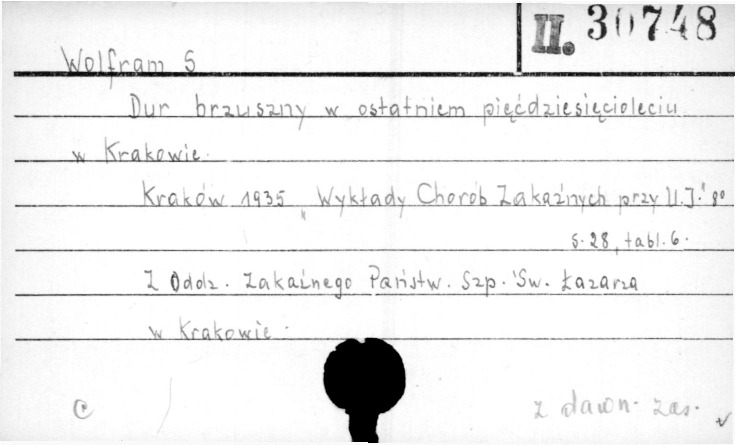 II. 30748
Wolfram S
Dur brzuszny w ostatniem pięćdziesięcioleciu
w Krakowie.
Kraków 1935 "Wykłady Chorób Zakaźnych przy U.J." 8°
s. 28, tabl. 6.
Z Oddz. Zakaźnego Państw. Szp. Św. Łazarza
w Krakowie.
C
z dawn. zas.